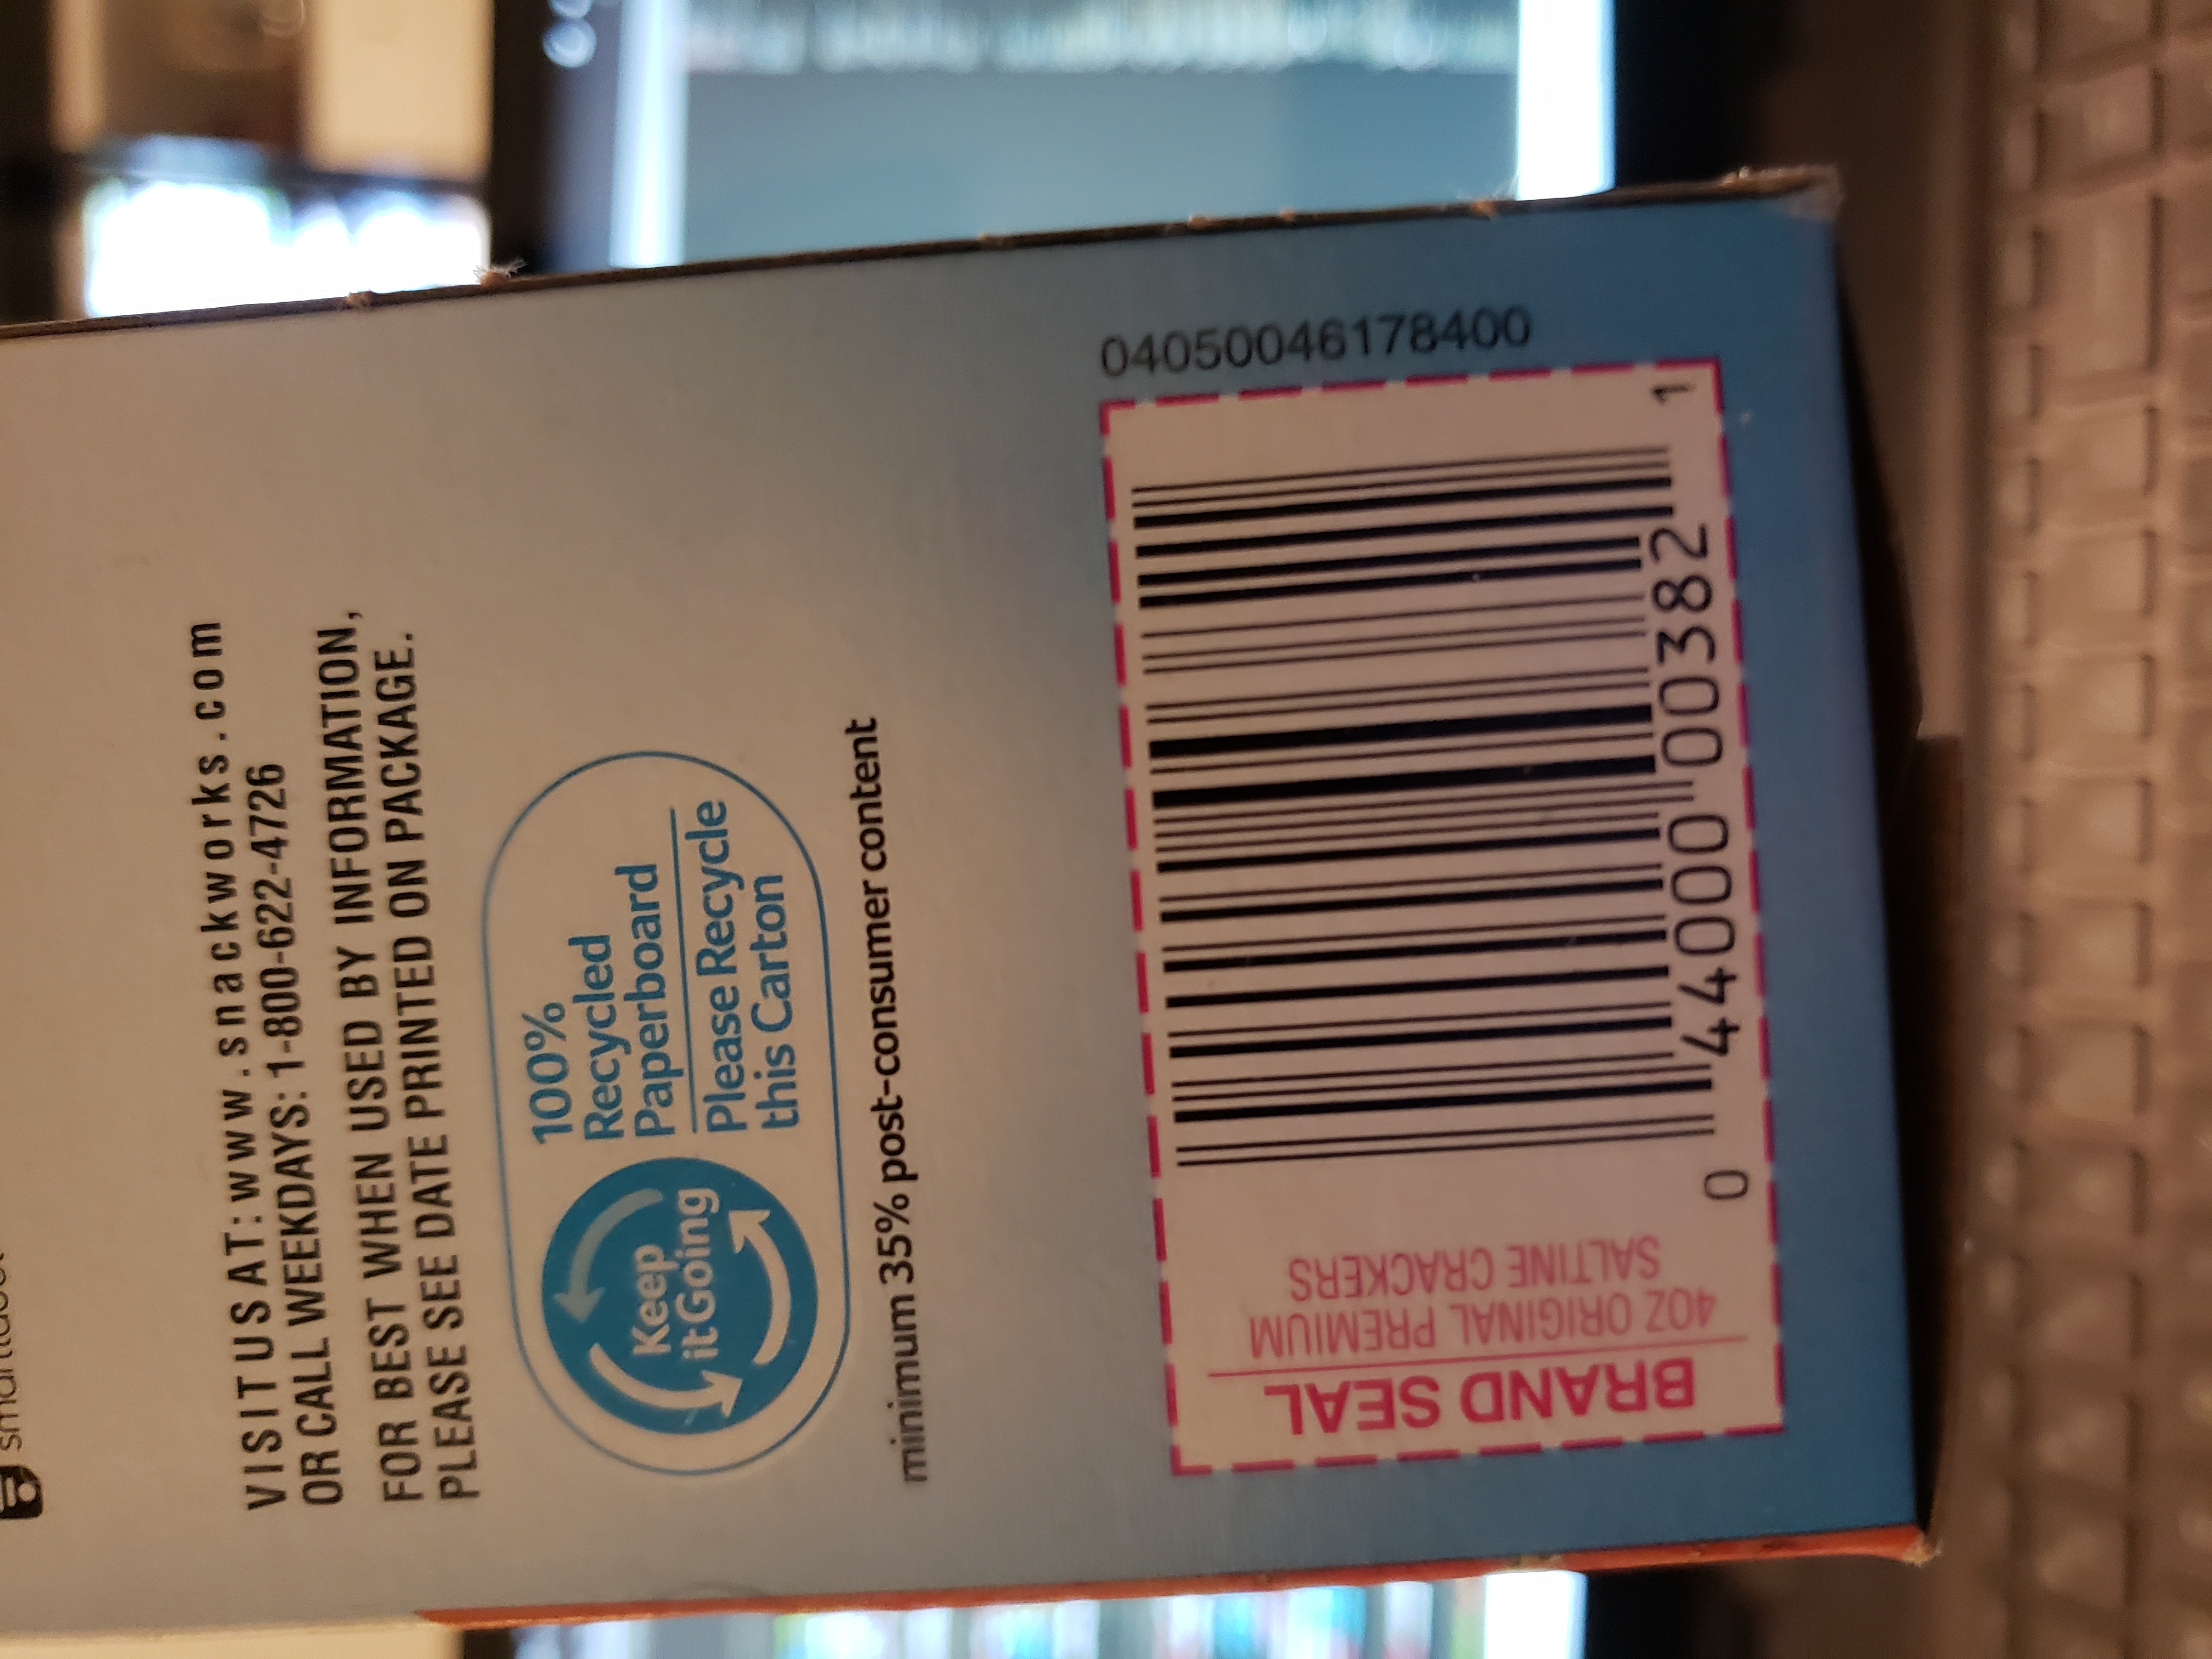 smartlabel
VISIT US AT: www.snackworks.com
OR CALL WEEKDAYS: 1-800-622-4726
FOR BEST WHEN USED BY INFORMATION,
PLEASE SEE DATE PRINTED ON PACKAGE.
Keep
it Going
100%
Recycled
Paperboard
Please Recycle
this Carton
minimum 35% post-consumer content
BRAND SEAL
4OZ ORIGINAL PREMIUM
SALTINE CRACKERS
0 44000 00382 1
04050046178400